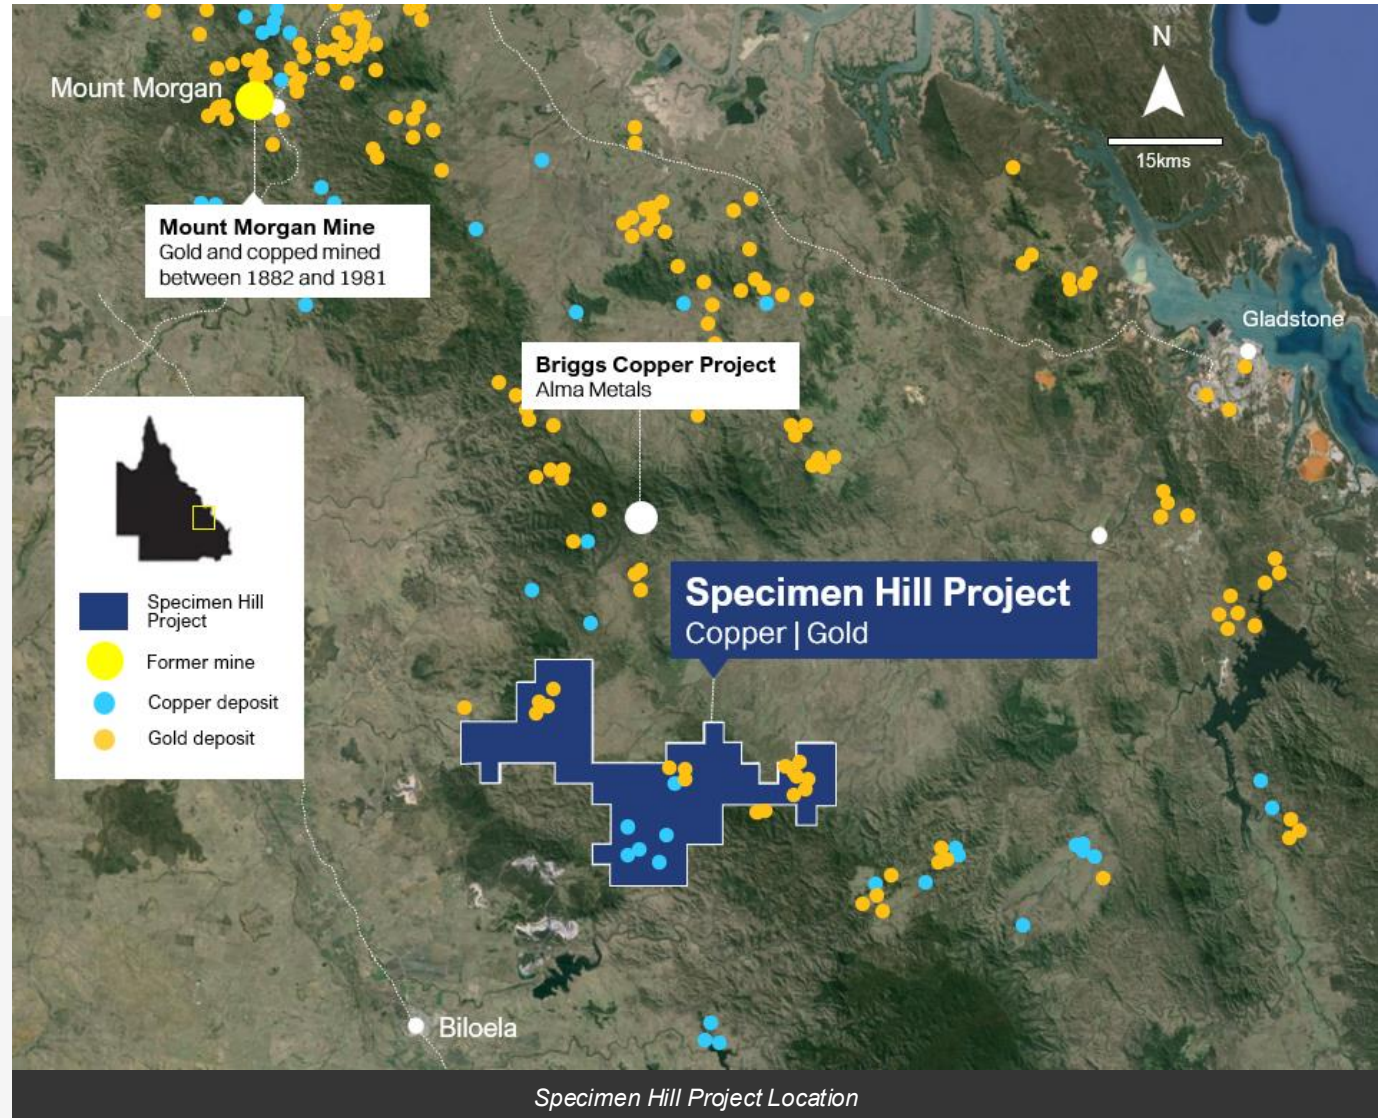 N
15kms
Mount Morgan
Mount Morgan Mine
Gold and copped mined
between 1882 and 1981
Gladstone
Briggs Copper Project
Alma Metals
Specimen Hill Project
Copper | Gold
Specimen Hill
Project
Former mine
Copper deposit
Gold deposit
Biloela
Specimen Hill Project Location